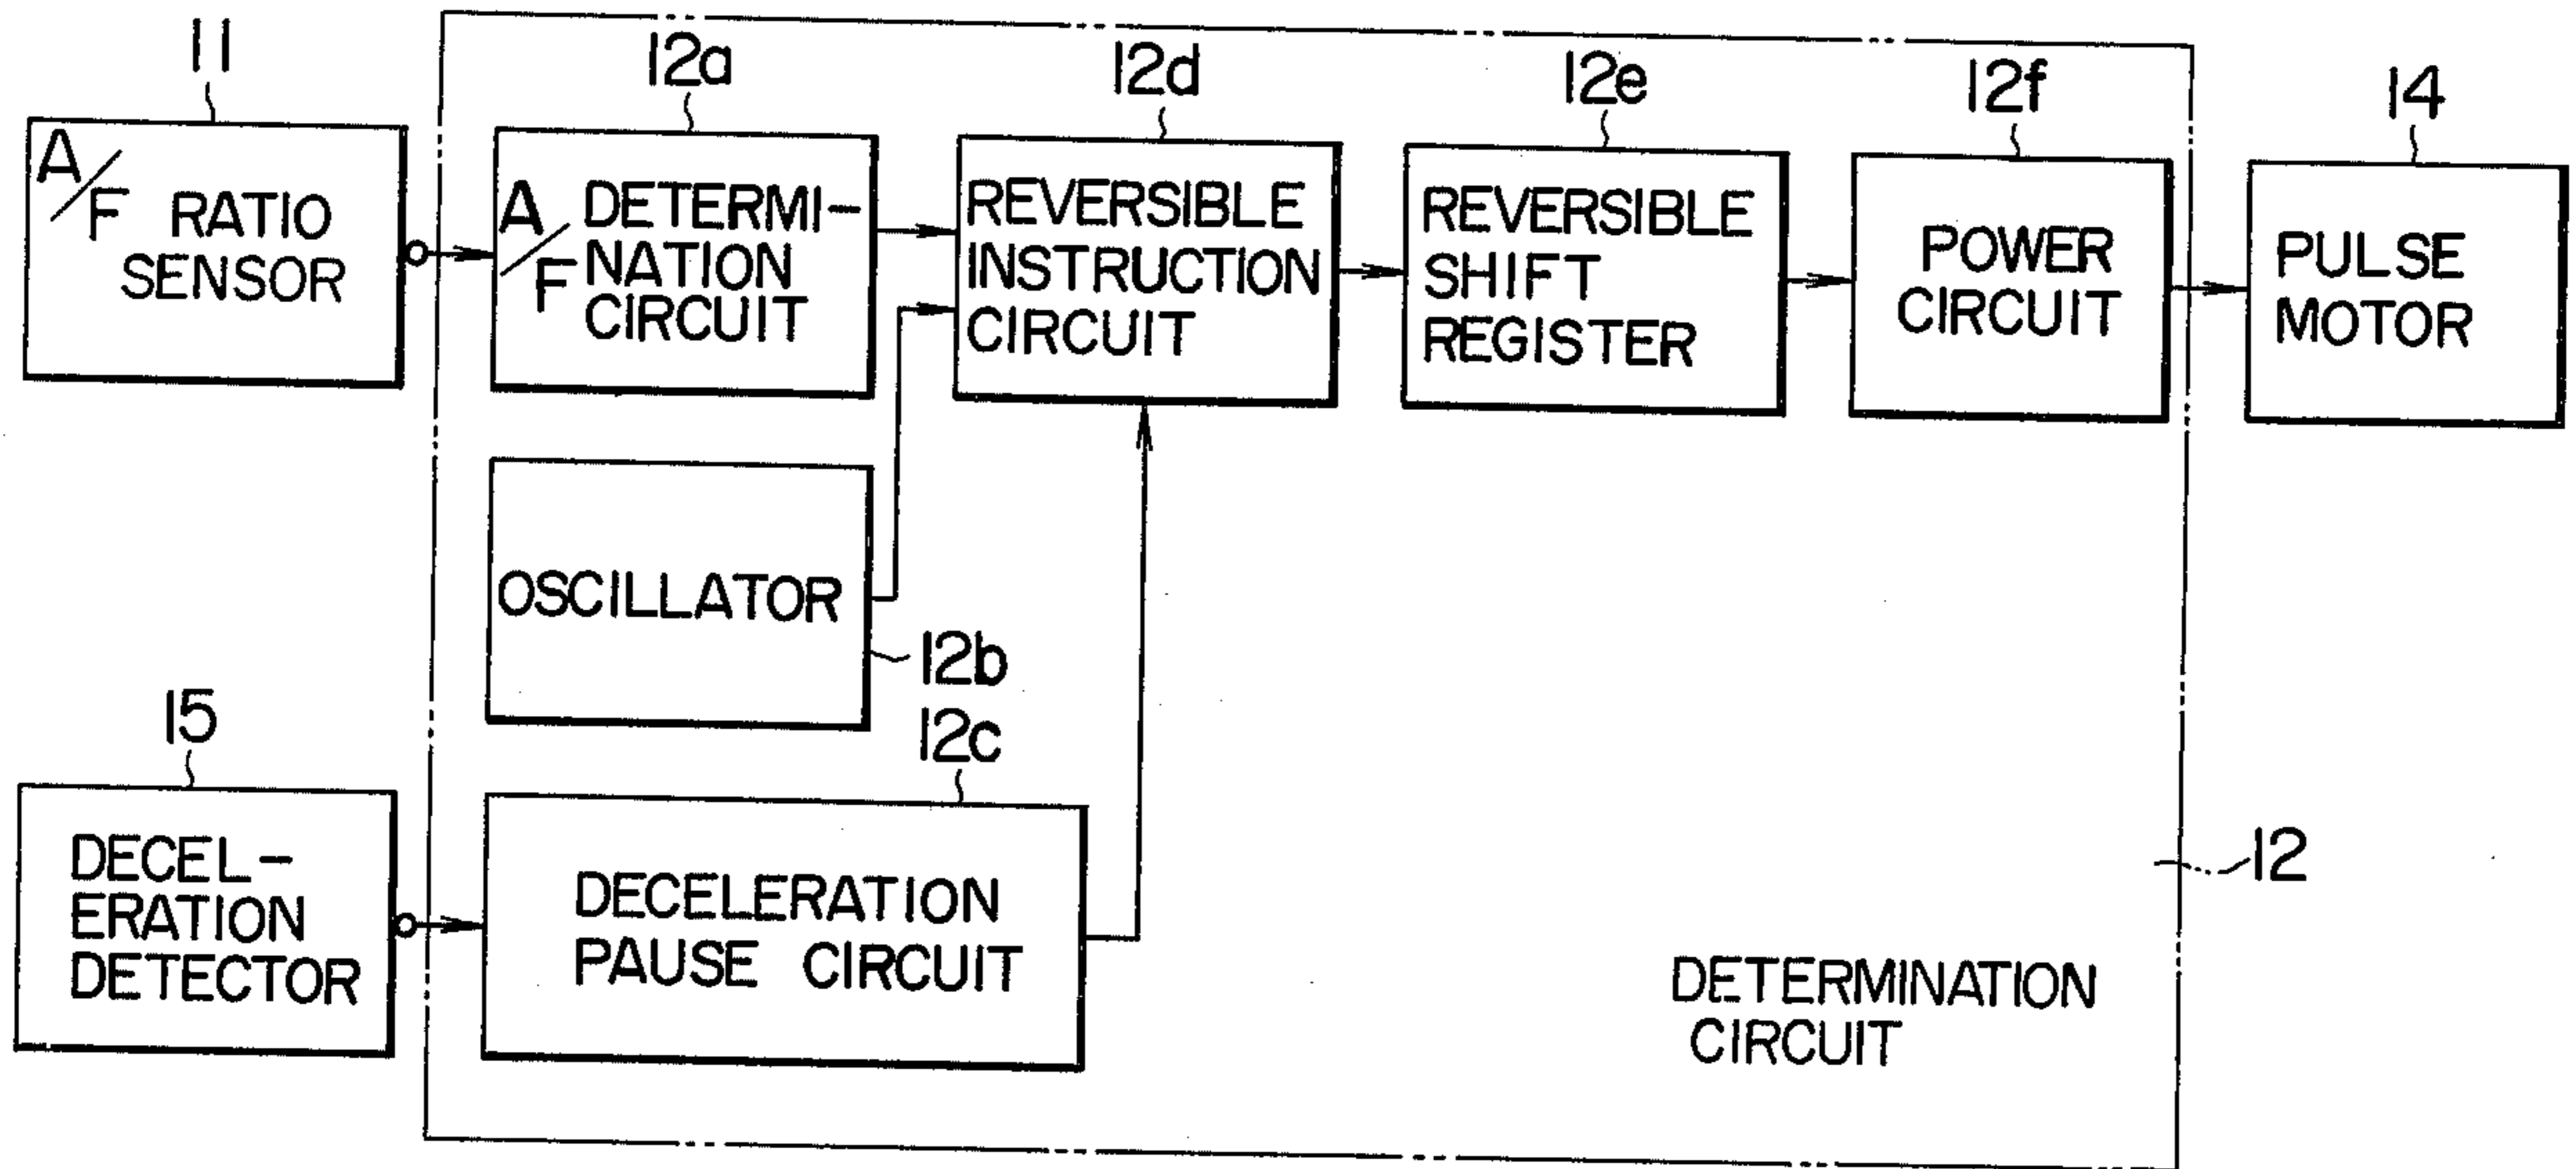 11
12a
12d
12e
12f
14
A/F RATIO
SENSOR
A/F DETERMI-
NATION
CIRCUIT
REVERSIBLE
INSTRUCTION
CIRCUIT
REVERSIBLE
SHIFT
REGISTER
POWER
CIRCUIT
PULSE
MOTOR
OSCILLATOR
12b
15
12c
DECEL-
ERATION
DETECTOR
DECELERATION
PAUSE CIRCUIT
12
DETERMINATION
CIRCUIT